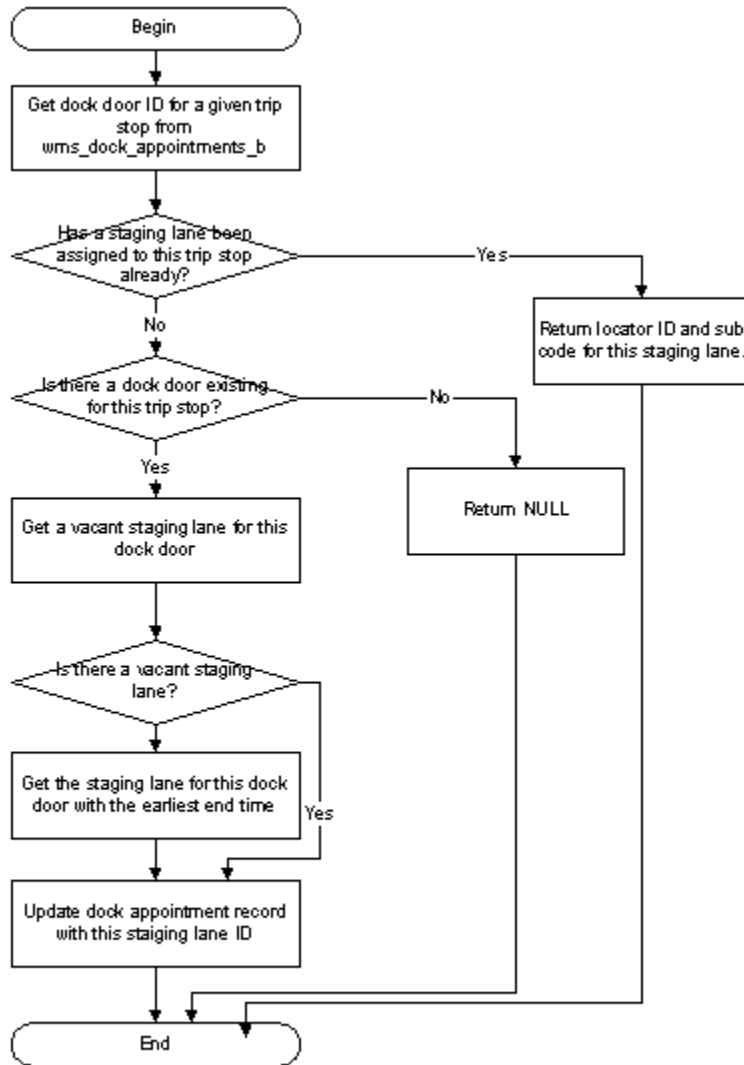 Begin
Get dock door ID for a given trip
stop from
wms_dock_appointments_b
Has a staging lane been
assigned to this trip stop
already?
Yes
No
Return locator ID and sub
code for this staging lane.
Is there a dock door existing
for this trip stop?
No
Yes
Return NULL
Get a vacant staging lane for this
dock door
Is there a vacant staging
lane?
Get the staging lane for this dock
door with the earliest end time
Yes
Update dock appointment record
with this staiging lane ID
End